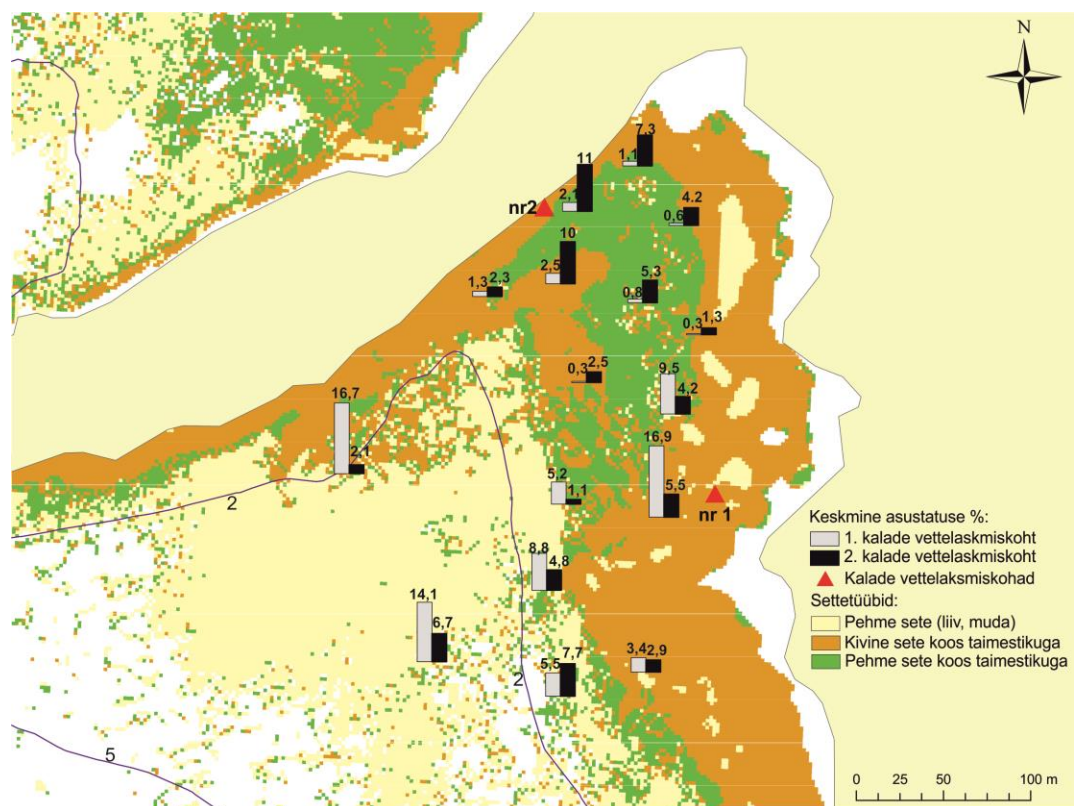 N
7,3
1,1
11
2,1
nr2
4.2
0,6
10
2,5
5,3
0,8
1,3 2,3
0,3 1,3
0,3 2,5
9,5
4,2
16,7
2,1
16,9
5,5
5,2
1,1
nr 1
2
8,8
4,8
14,1
6,7
7,7
5,5
2
3,4 2,9
5
Keskmine asustatuse %:
1. kalade vettelaskmiskoht
2. kalade vettelaskmiskoht
Kalade vettelaksmiskohad
Settetüübid:
Pehme sete (liiv, muda)
Kivine sete koos taimestikuga
Pehme sete koos taimestikuga
0 25 50 100 m